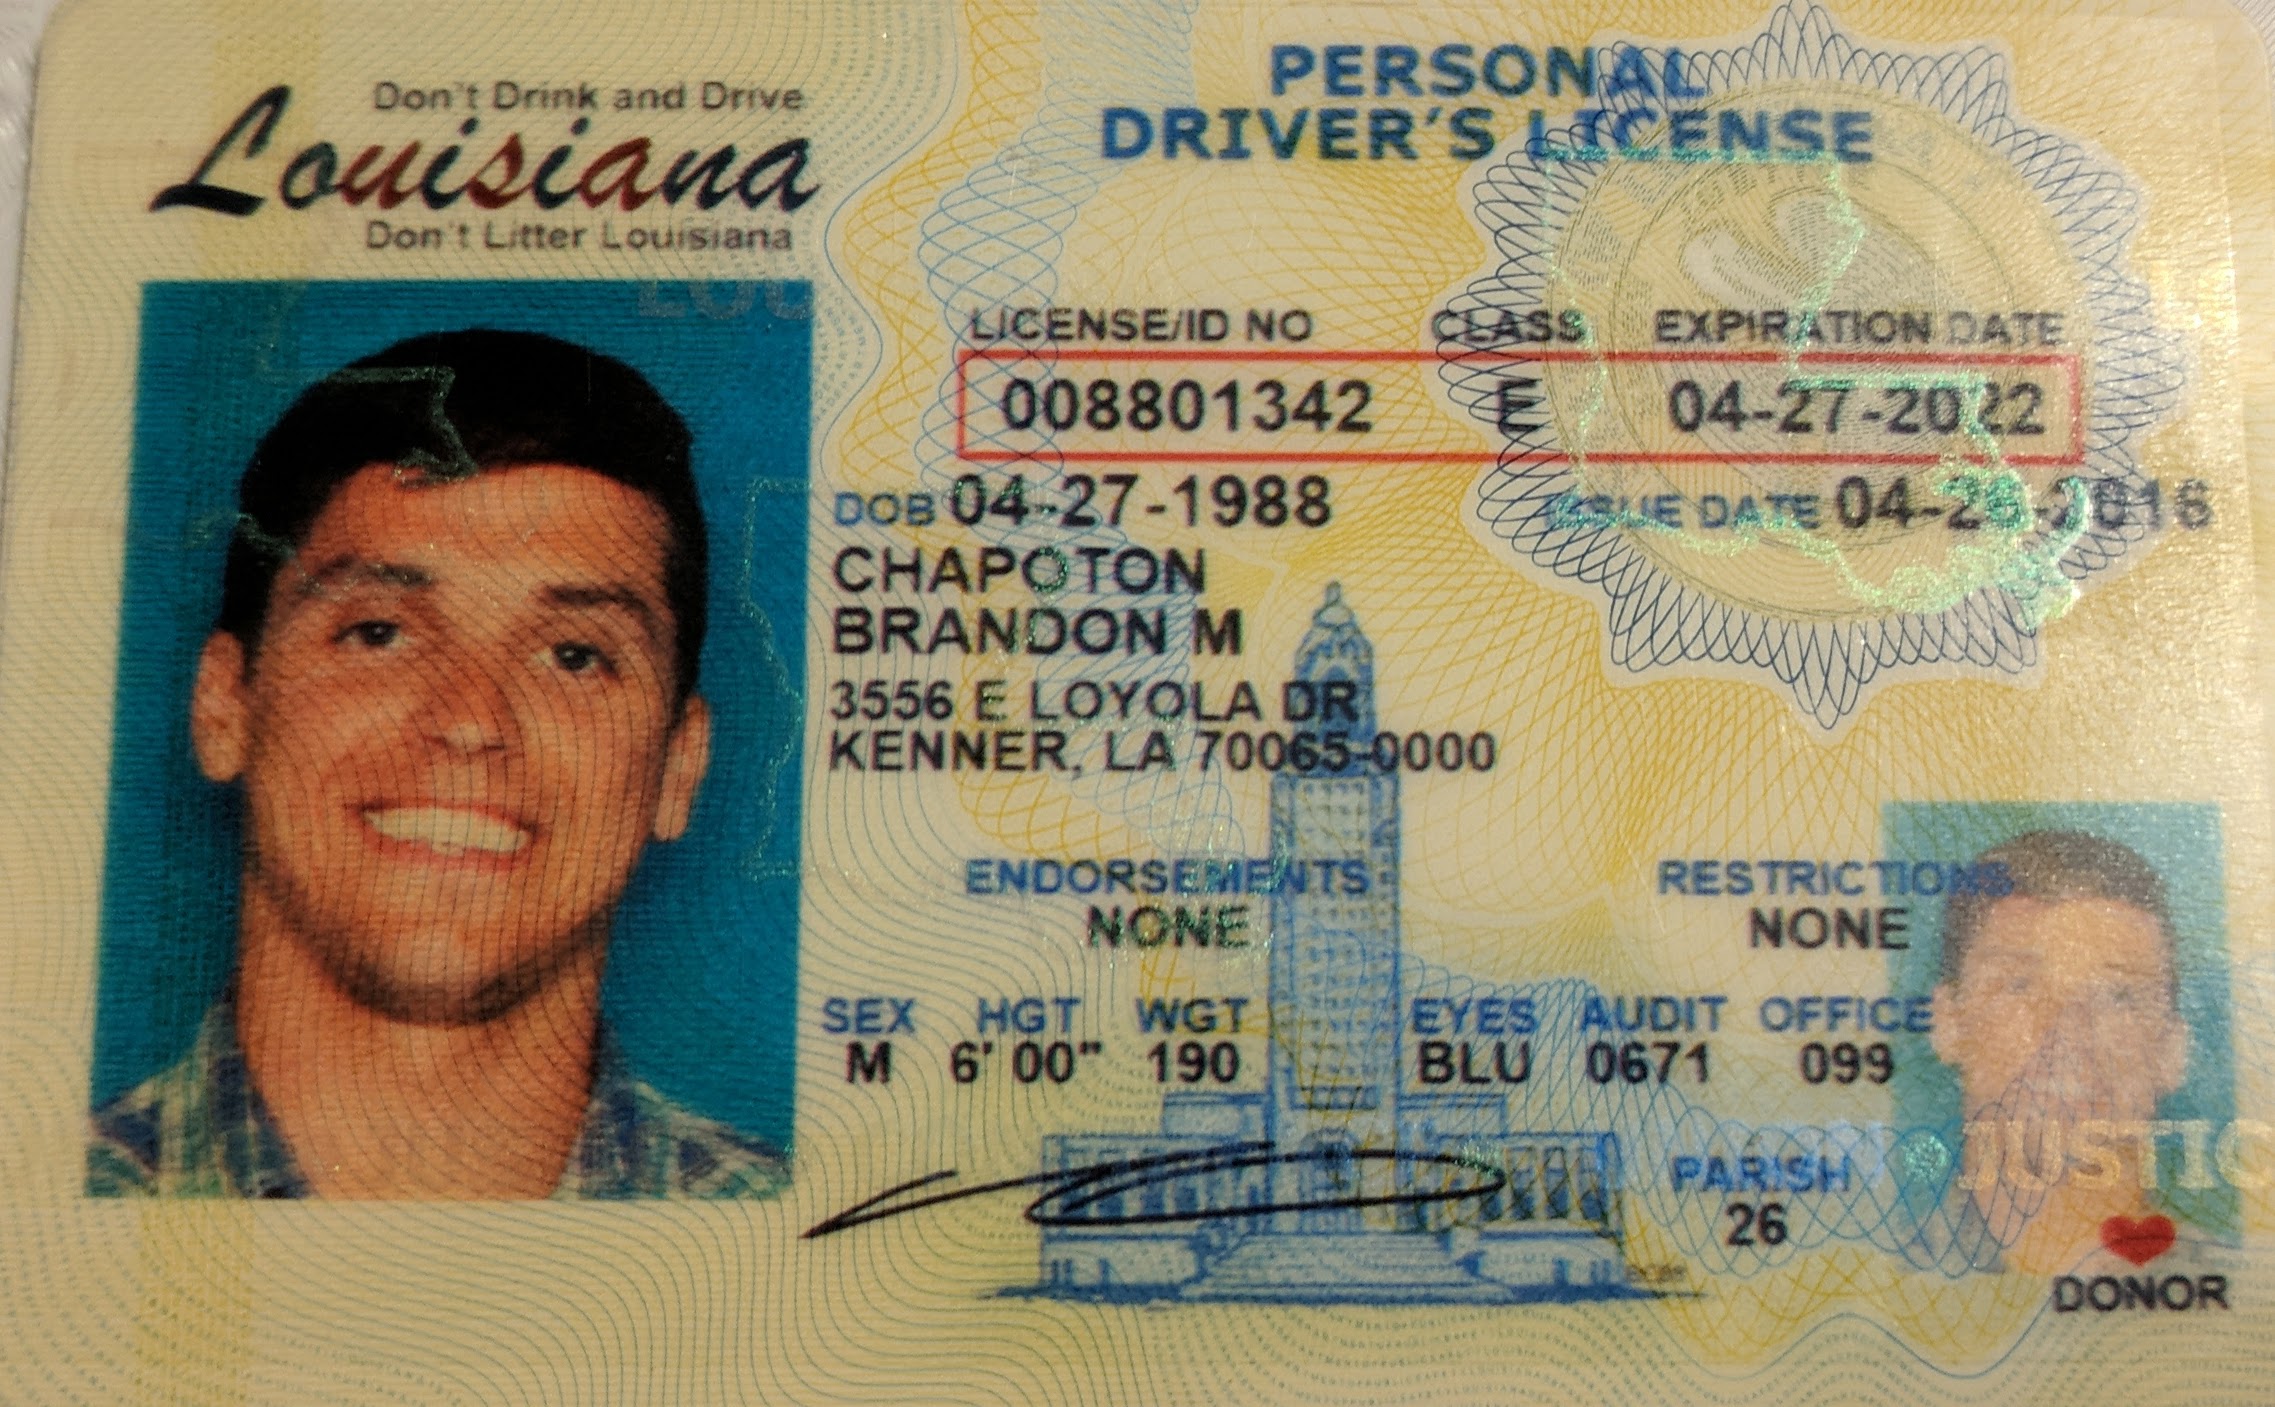 Don't Drink and Drive
Louisiana
Don't Litter Louisiana
PERSONAL
DRIVER'S LICENSE
LICENSE/ID NO CLASS EXPIRATION DATE
008801342 E 04-27-2022
DOB 04-27-1988 ISSUE DATE 04-26-2016
CHAPOTON
BRANDON M
3556 E LOYOLA DR
KENNER, LA 70065-0000
ENDORSEMENTS RESTRICTIONS
NONE NONE
SEX HGT WGT EYES AUDIT OFFICE
M 6' 00" 190 BLU 0671 099
JUSTIC
PARISH
26
DONOR